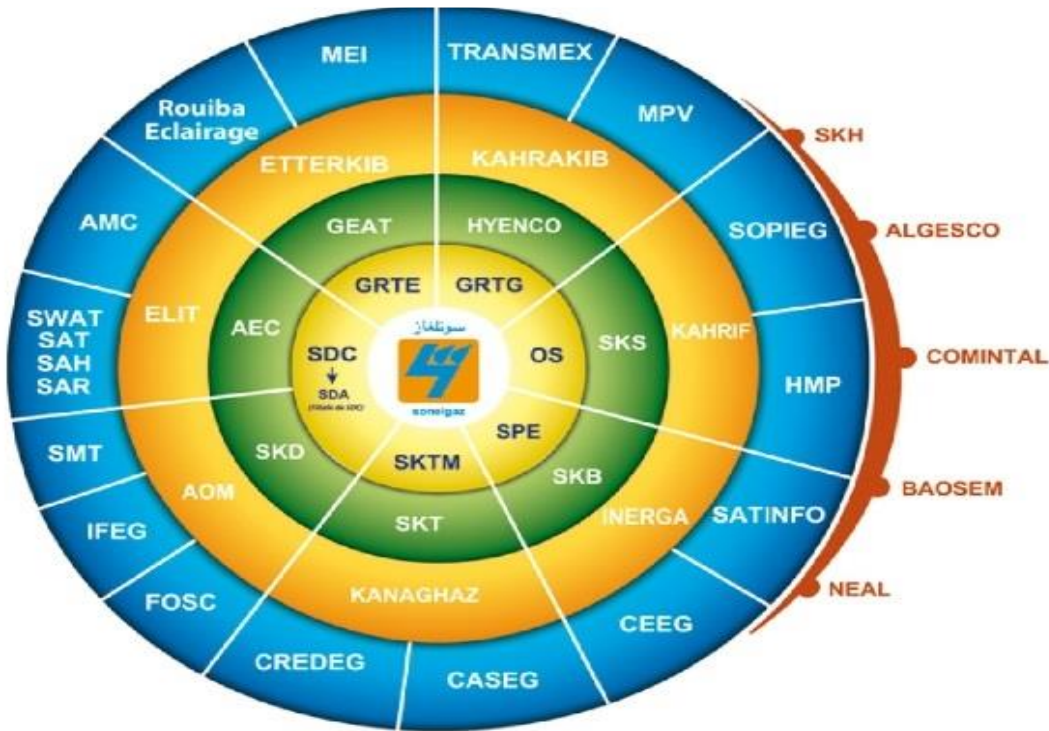 MEI
TRANSMEX
Rouiba
Eclairage
MPV
SKH
ETTERKIB
KAHRAKIB
AMC
GEAT
HYENCO
SOPIEG
ALGESCO
GRTE
GRTG
SWAT
SAT
SAH
SAR
ELIT
AEC
سونلغاز
SKS
KAHRIF
SDC
SDA
OS
COMINTAL
HMP
sonelgaz
SMT
SKD
SPE
SKTM
SKB
AOM
BAOSEM
IFEG
SKT
INERGA
SATINFO
FOSC
KANAGHAZ
NEAL
CEEG
CREDEG
CASEG